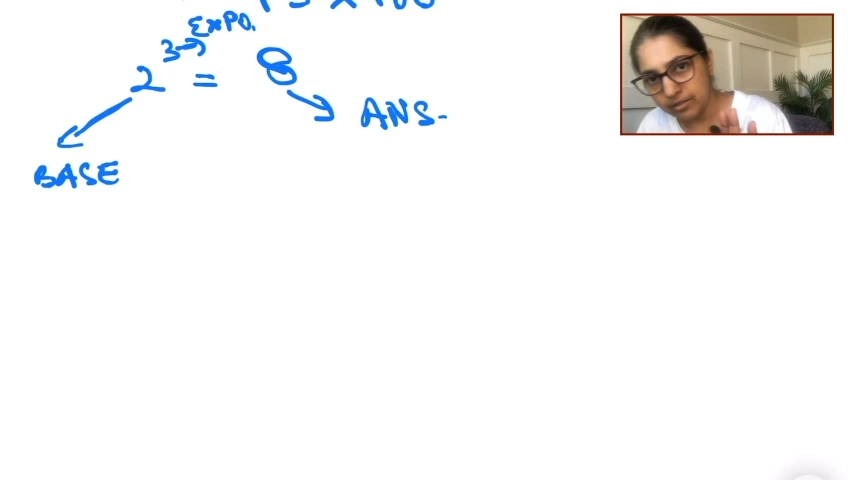 EXPO.
2³ = 8
ANS.
BASE